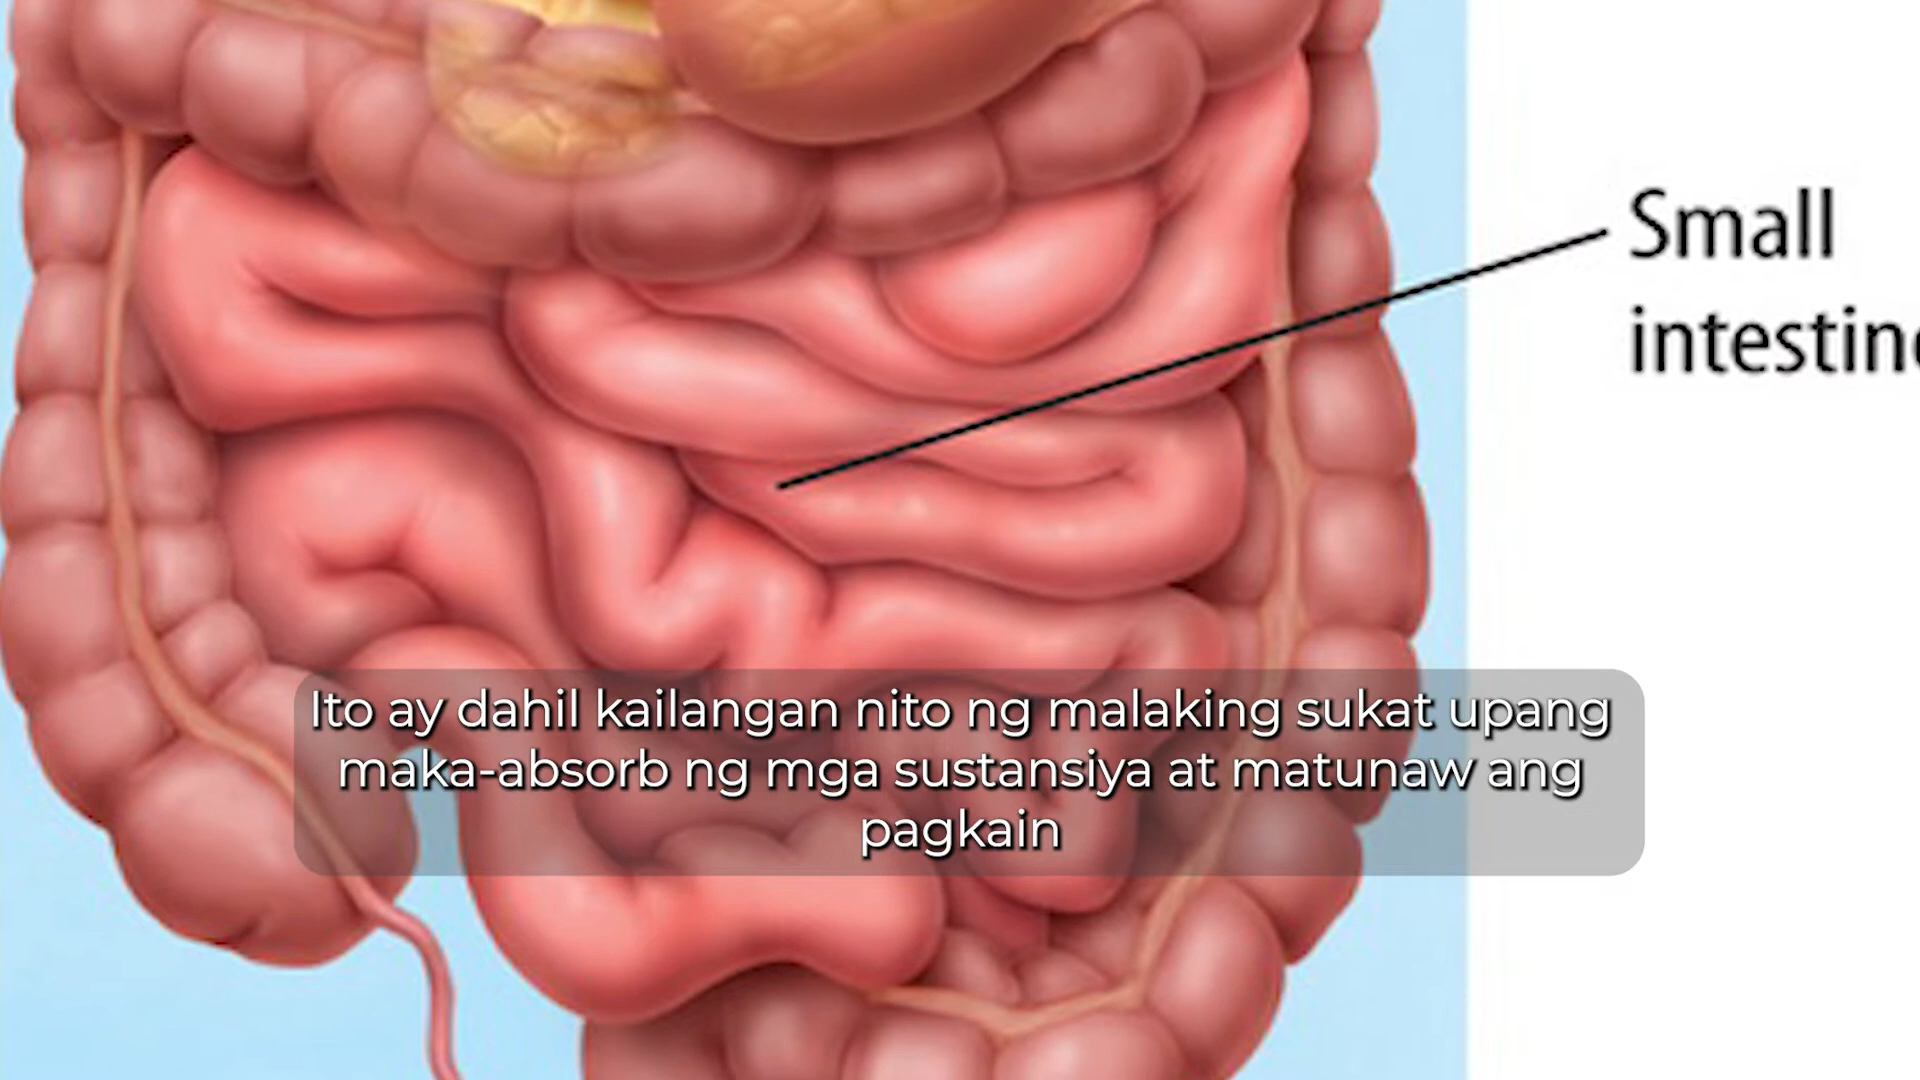 Small
intestine
Ito ay dahil kailangan nito ng malaking sukat upang
maka-absorb ng mga sustansiya at matunaw ang
pagkain